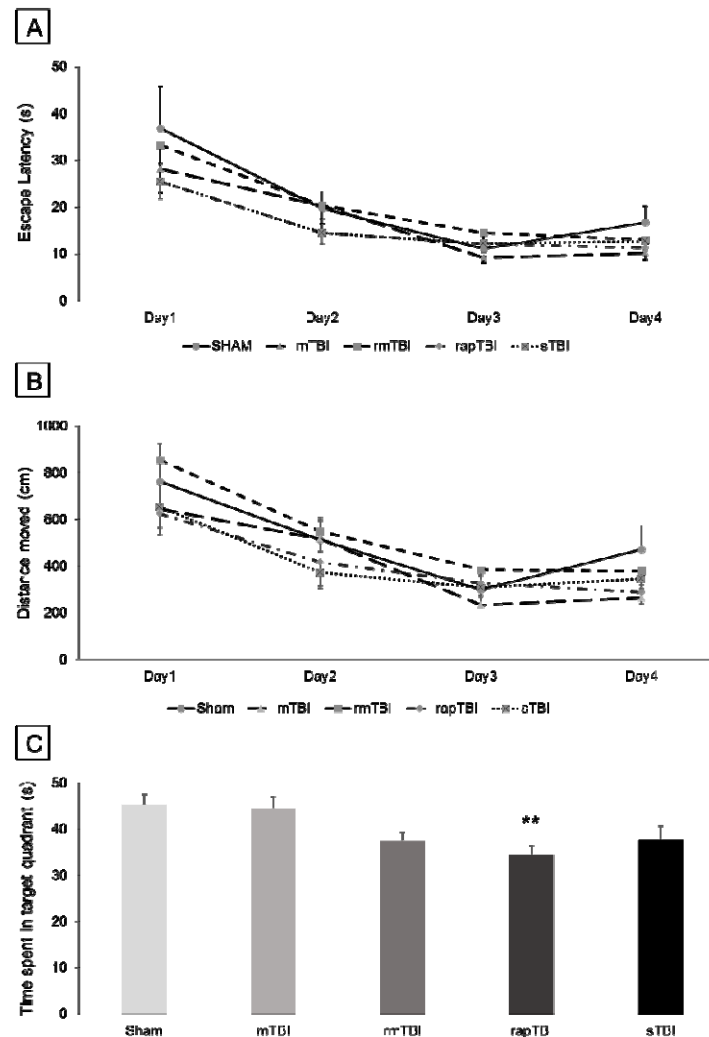 A
Escape Latency (s)
50
40
30
20
10
0
Day1 Day2 Day3 Day4
SHAM mTBI rmTBI rapTBI sTBI
B
Distance moved (cm)
1000
800
600
400
200
0
Day1 Day2 Day3 Day4
Sham mTBI rmTBI rapTBI sTBI
C
Time spent in target quadrant (s)
50
40
30
20
10
0
**
Sham mTBI rmTBI rapTB sTBI